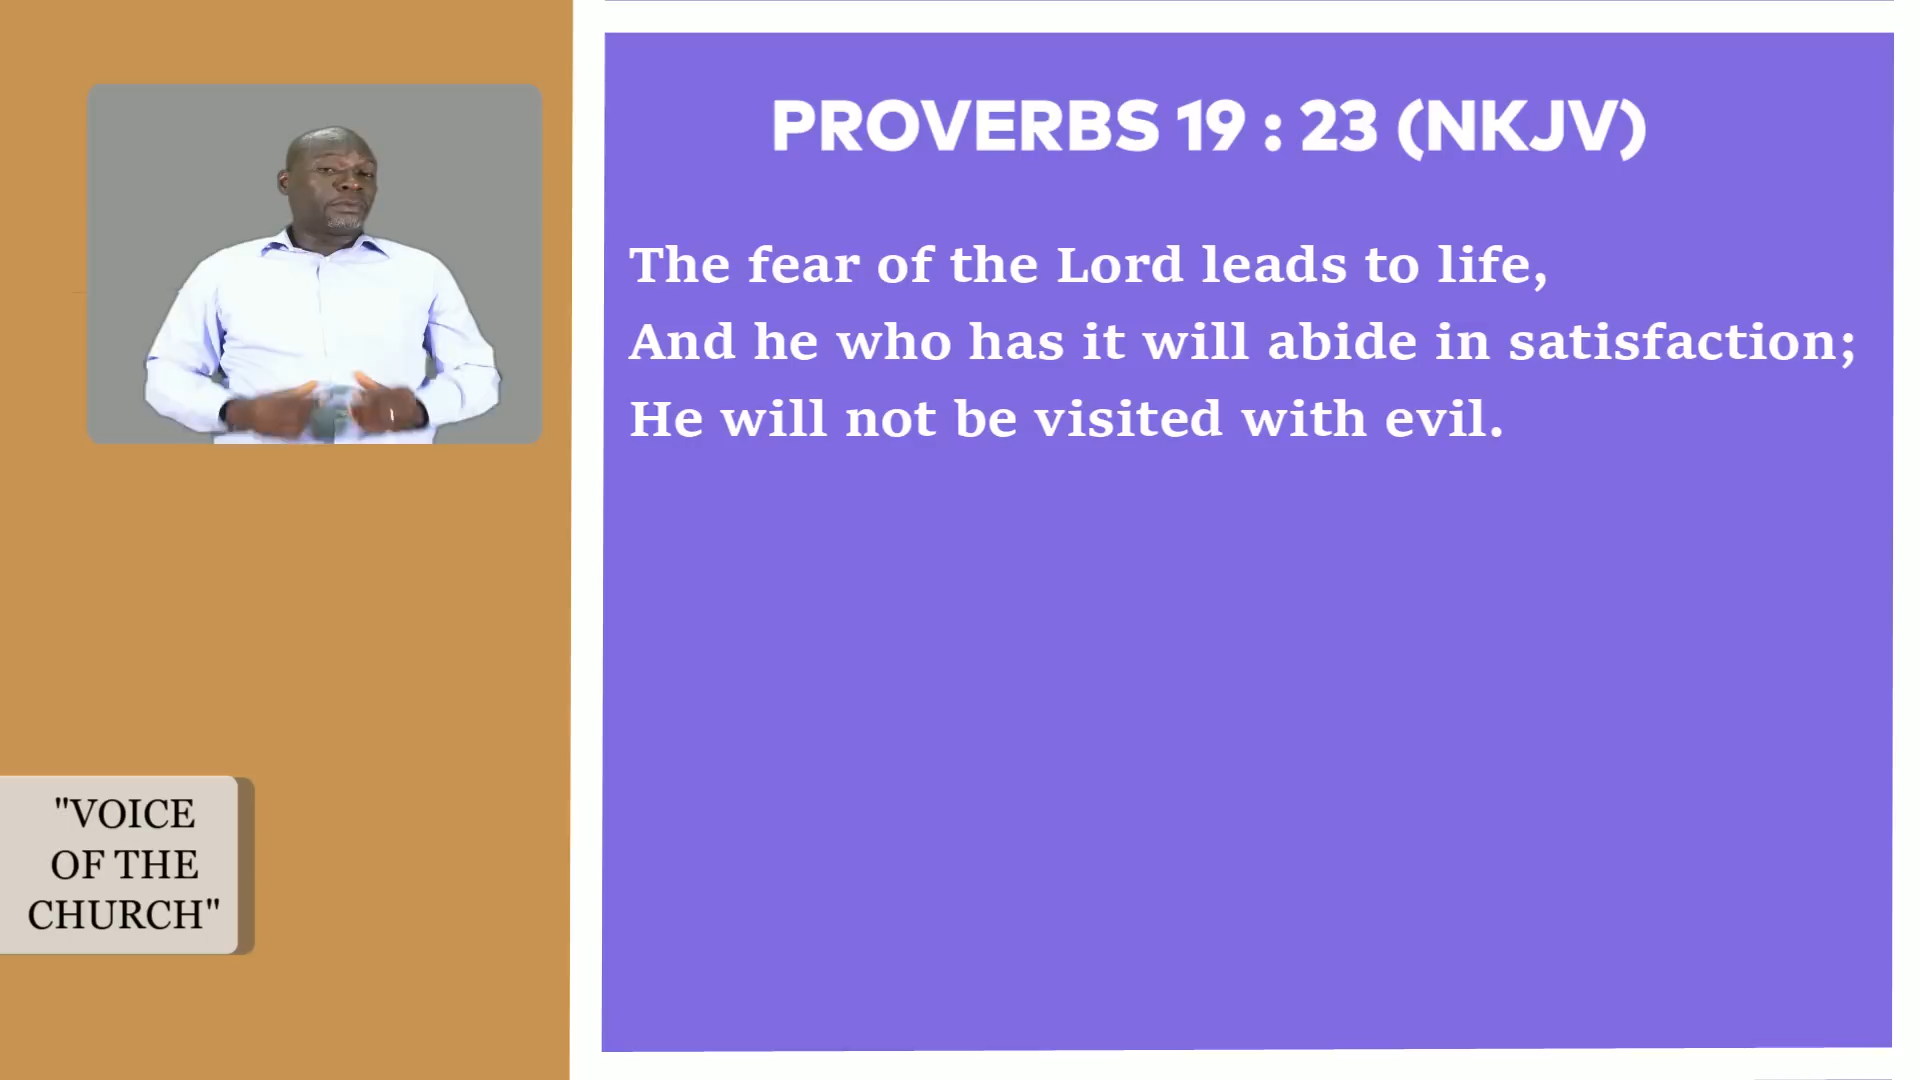 PROVERBS 19 : 23 (NKJV)
The fear of the Lord leads to life,
And he who has it will abide in satisfaction;
He will not be visited with evil.
"VOICE
OF THE
CHURCH"